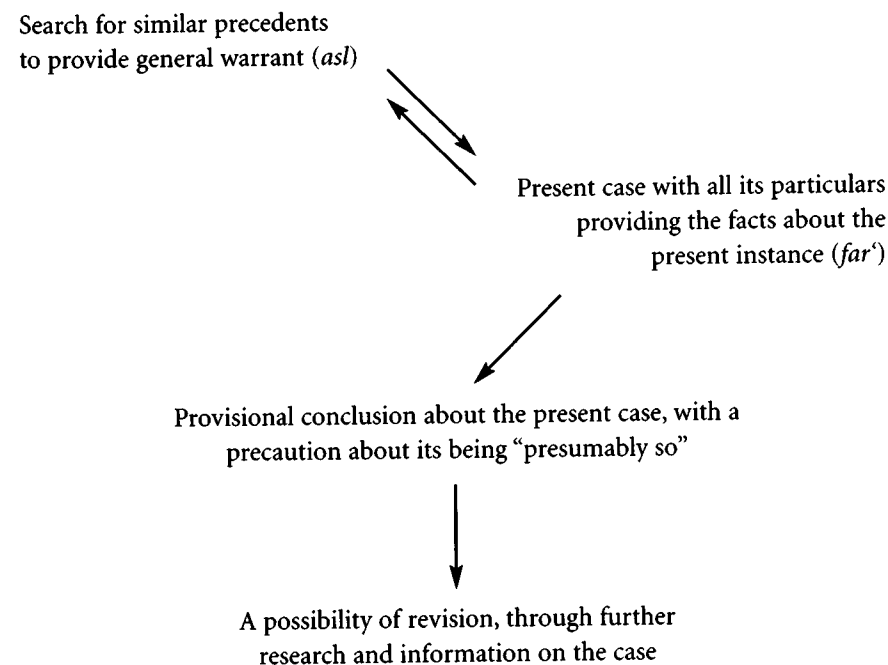 Search for similar precedents
to provide general warrant (asl)
Present case with all its particulars
providing the facts about the
present instance (far‘)
Provisional conclusion about the present case, with a
precaution about its being “presumably so”
A possibility of revision, through further
research and information on the case